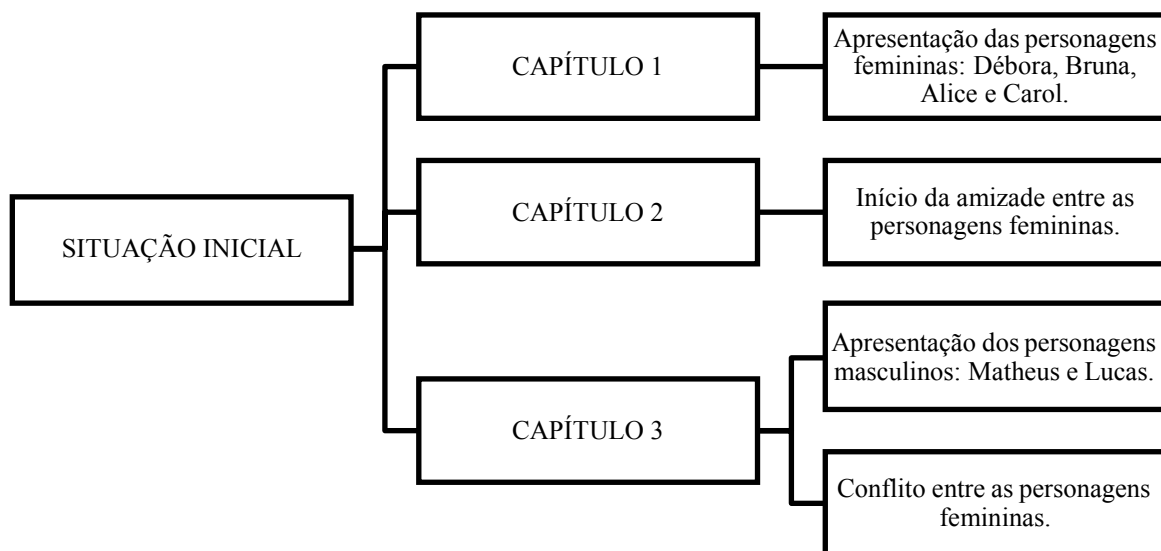 SITUAÇÃO INICIAL
CAPÍTULO 1
Apresentação das personagens
femininas: Débora, Bruna,
Alice e Carol.
CAPÍTULO 2
Início da amizade entre as
personagens femininas.
CAPÍTULO 3
Apresentação dos personagens
masculinos: Matheus e Lucas.
Conflito entre as personagens
femininas.